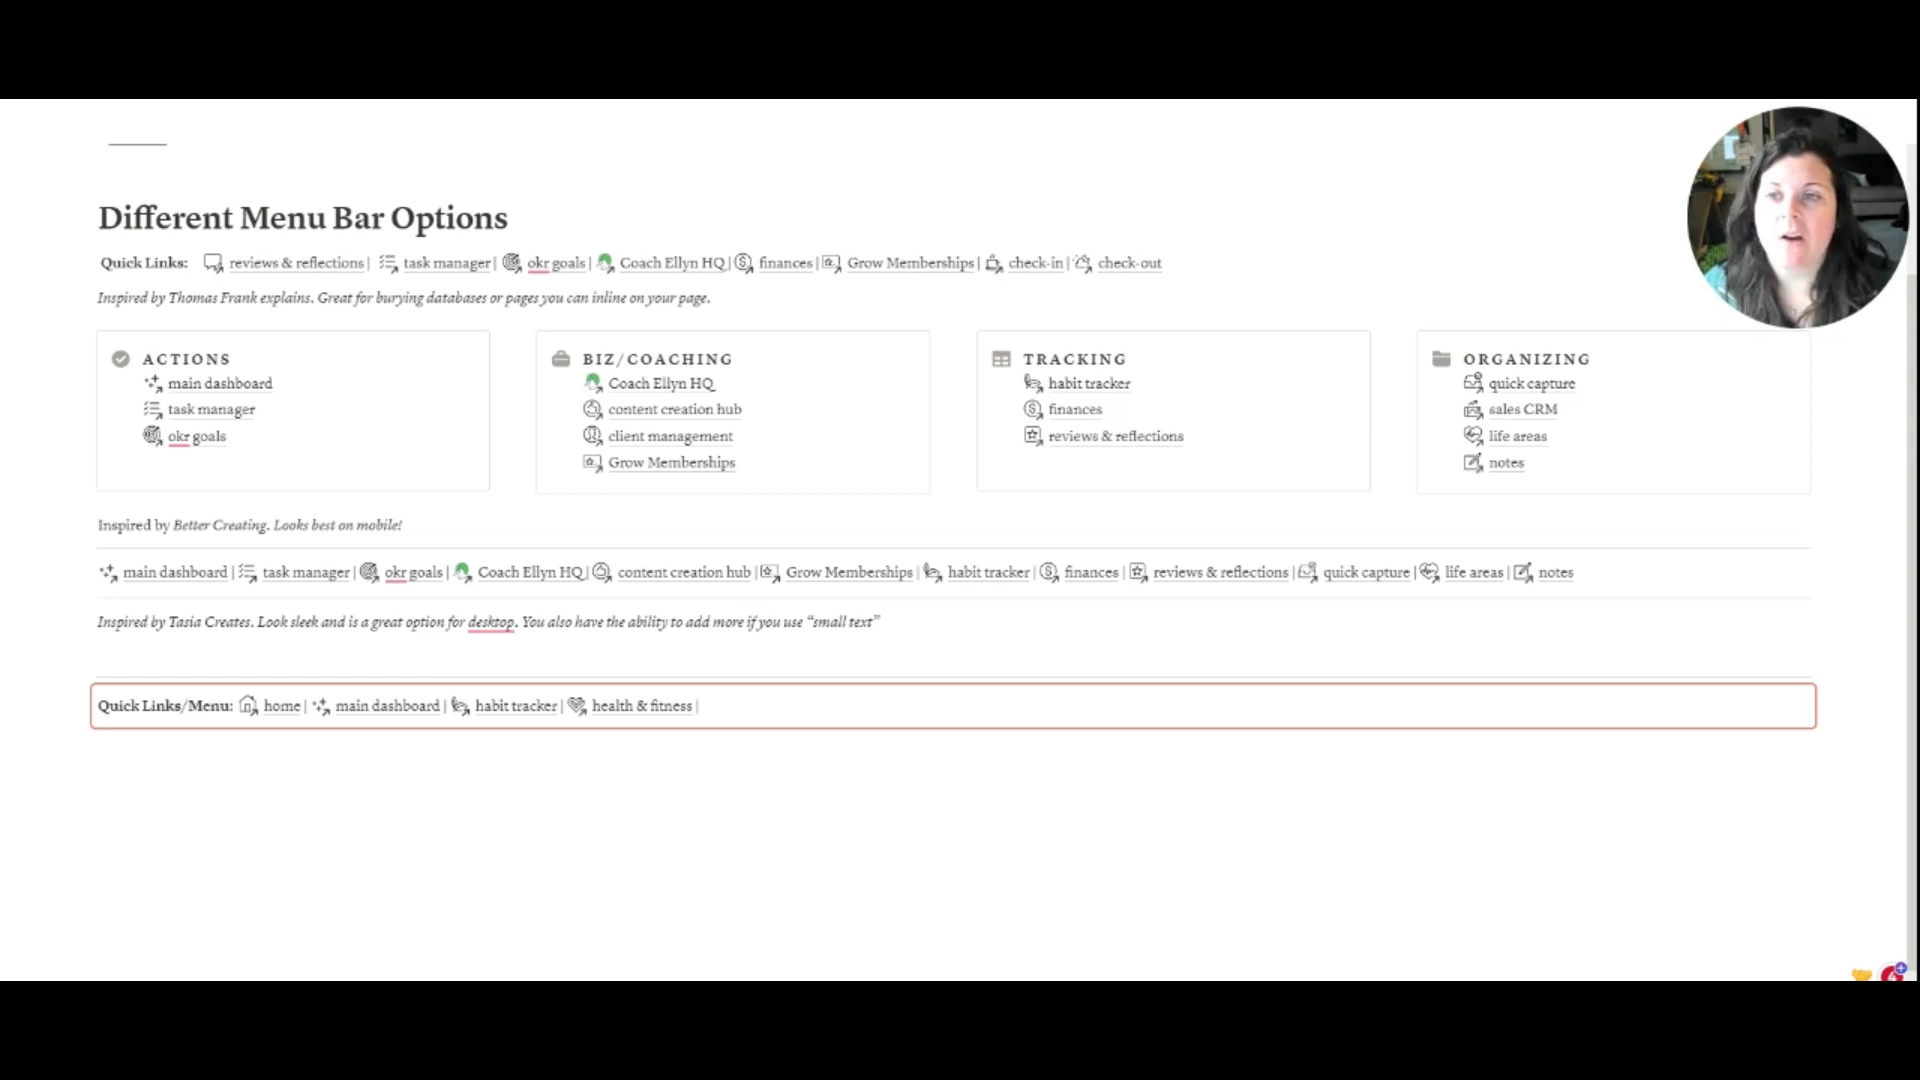 Different Menu Bar Options
Quick Links: reviews & reflections | task manager | okr goals | Coach Ellyn HQ | finances | Grow Memberships | check-in | check-out
Inspired by Thomas Frank explains. Great for burying databases or pages you can inline on your page.
ACTIONS
main dashboard
task manager
okr goals
BIZ/COACHING
Coach Ellyn HQ
content creation hub
client management
Grow Memberships
TRACKING
habit tracker
finances
reviews & reflections
ORGANIZING
quick capture
sales CRM
life areas
notes
Inspired by Better Creating. Looks best on mobile!
main dashboard | task manager | okr goals | Coach Ellyn HQ | content creation hub | Grow Memberships | habit tracker | finances | reviews & reflections | quick capture | life areas | notes
Inspired by Tasia Creates. Look sleek and is a great option for desktop. You also have the ability to add more if you use “small text”
Quick Links/Menu: home | main dashboard | habit tracker | health & fitness |